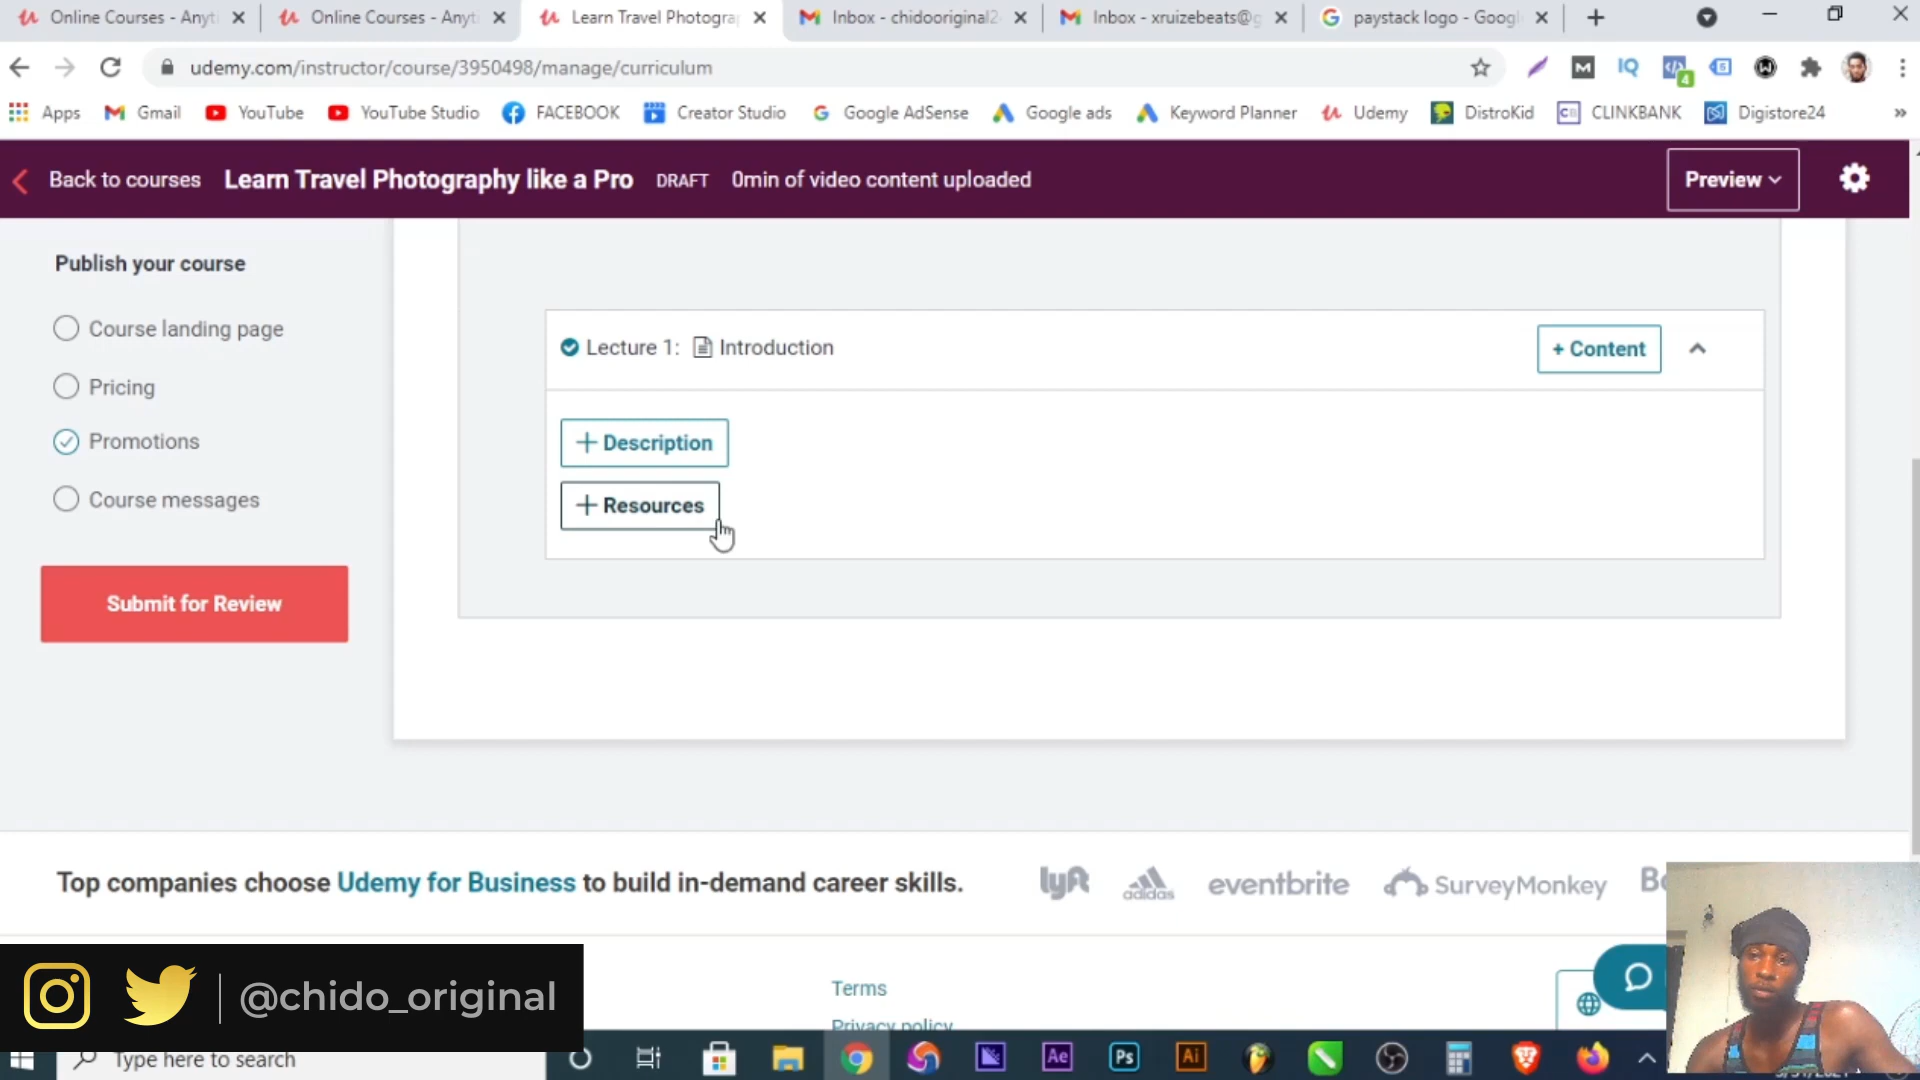 Online Courses - Anyt
Online Courses - Anyt
Learn Travel Photogra
Inbox - chidooriginal2
Inbox - xruizebeats@g
paystack logo - Googl
udemy.com/instructor/course/3950498/manage/curriculum
Apps
Gmail
YouTube
YouTube Studio
FACEBOOK
Creator Studio
Google AdSense
Google ads
Keyword Planner
Udemy
DistroKid
CLINKBANK
Digistore24
Back to courses
Learn Travel Photography like a Pro
DRAFT
0min of video content uploaded
Preview
Publish your course
Course landing page
Pricing
Promotions
Course messages
Submit for Review
Lecture 1:
Introduction
+ Content
+ Description
+ Resources
Top companies choose Udemy for Business to build in-demand career skills.
lyft
adidas
eventbrite
SurveyMonkey
Terms
Privacy policy
@chido_original
Type here to search
Ae
Ps
Ai